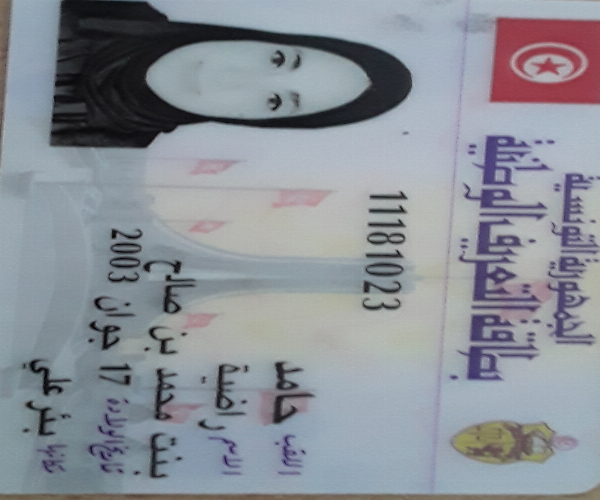 الجمهورية التونسية
بطاقة التعريف الوطنية
11181023
اللقب حامد
الاسم راضية
بنت محمد بن صالح
تاريخ الولادة 17 جوان 2003
مكانها بئر علي